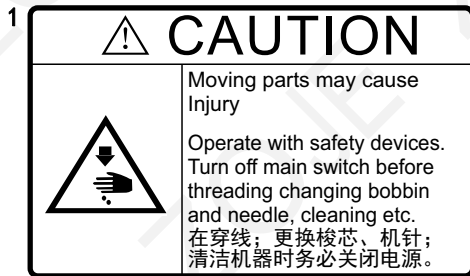 1
⚠ CAUTION
Moving parts may cause
Injury
Operate with safety devices.
Turn off main switch before
threading changing bobbin
and needle, cleaning etc.
在穿线；更换梭芯、机针；
清洁机器时务必关闭电源。